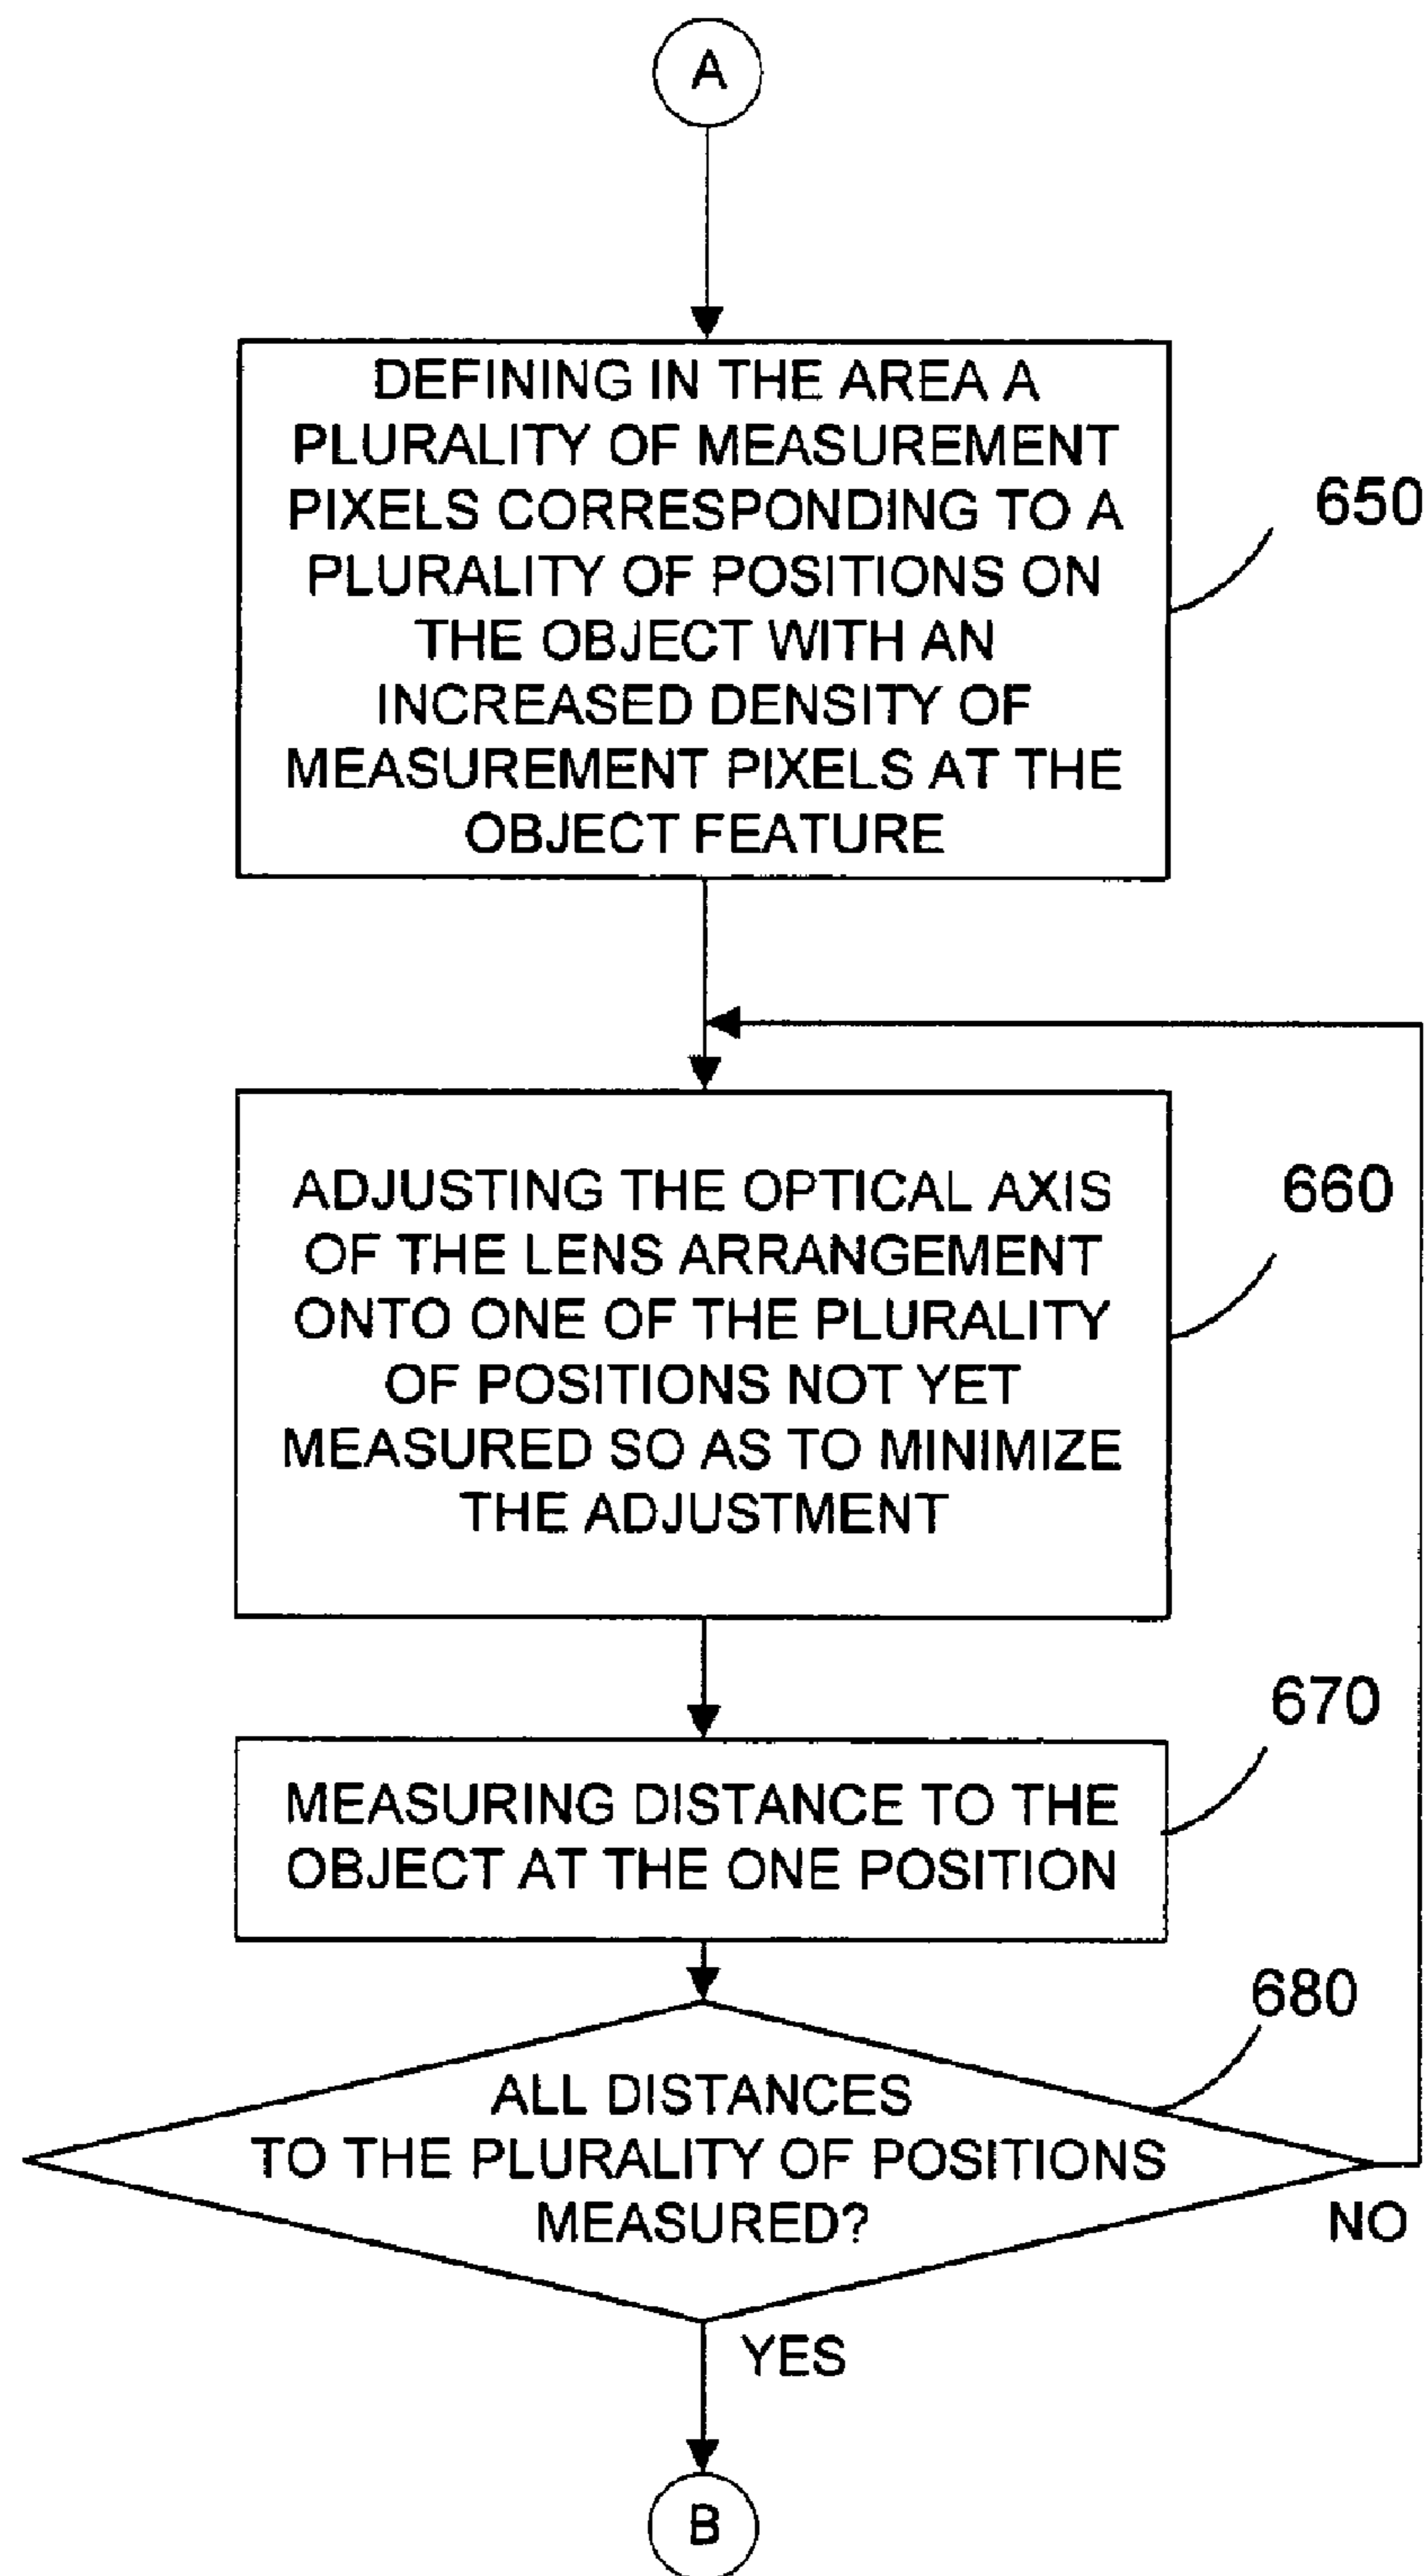 A
DEFINING IN THE AREA A
PLURALITY OF MEASUREMENT
PIXELS CORRESPONDING TO A
PLURALITY OF POSITIONS ON
THE OBJECT WITH AN
INCREASED DENSITY OF
MEASUREMENT PIXELS AT THE
OBJECT FEATURE
650
ADJUSTING THE OPTICAL AXIS
OF THE LENS ARRANGEMENT
ONTO ONE OF THE PLURALITY
OF POSITIONS NOT YET
MEASURED SO AS TO MINIMIZE
THE ADJUSTMENT
660
MEASURING DISTANCE TO THE
OBJECT AT THE ONE POSITION
670
ALL DISTANCES
TO THE PLURALITY OF POSITIONS
MEASURED?
680
NO
YES
B